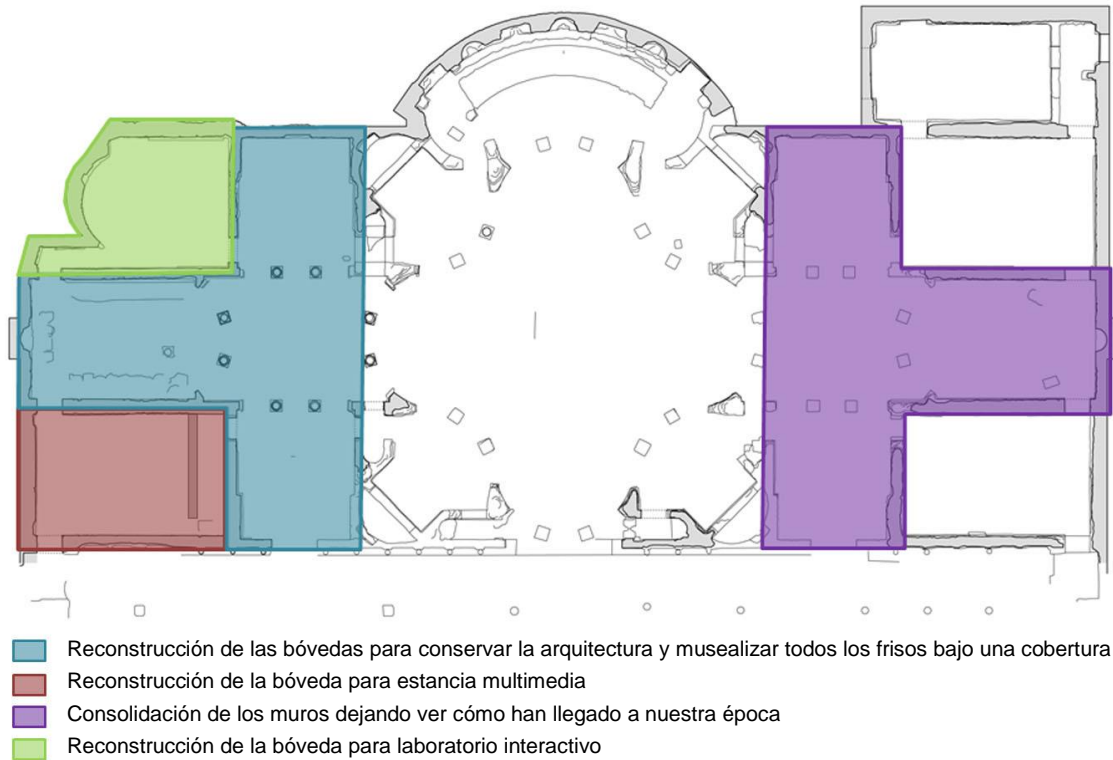 Reconstrucción de las bóvedas para conservar la arquitectura y musealizar todos los frisos bajo una cobertura
Reconstrucción de la bóveda para estancia multimedia
Consolidación de los muros dejando ver cómo han llegado a nuestra época
Reconstrucción de la bóveda para laboratorio interactivo